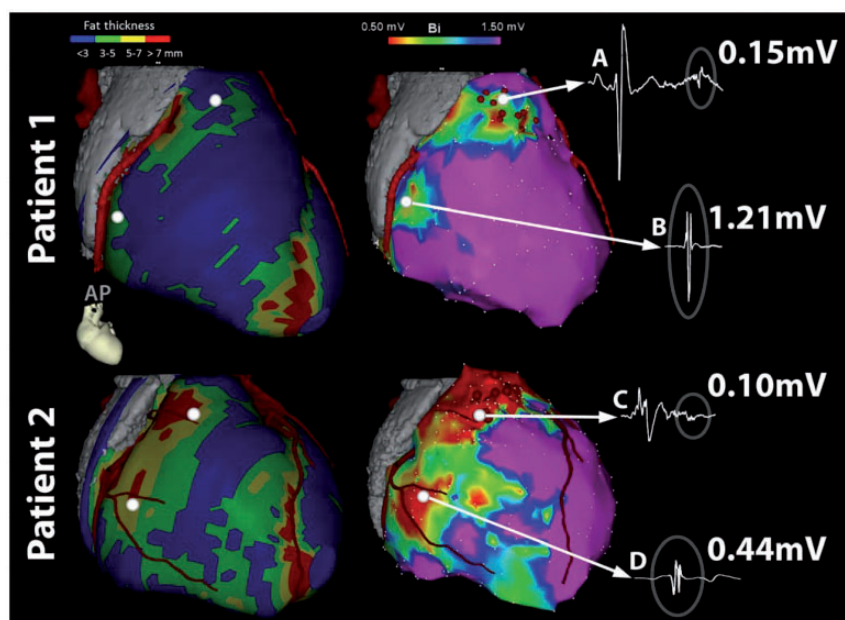 Fat thickness
<3 3-5 5-7 > 7 mm
0.50 mV Bi 1.50 mV
Patient 1
A 0.15mV
B 1.21mV
AP
Patient 2
C 0.10mV
D 0.44mV